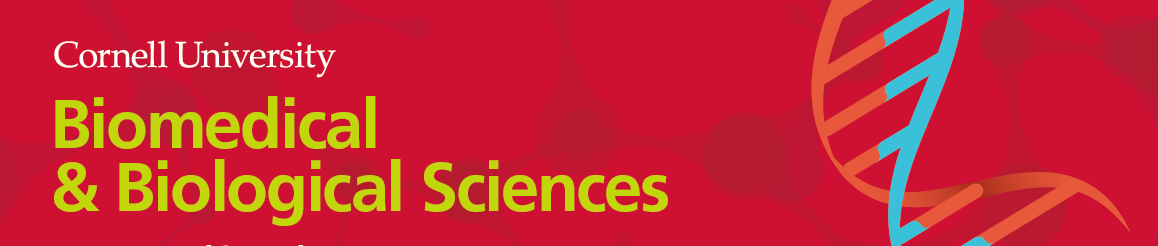 Cornell University
Biomedical
& Biological Sciences